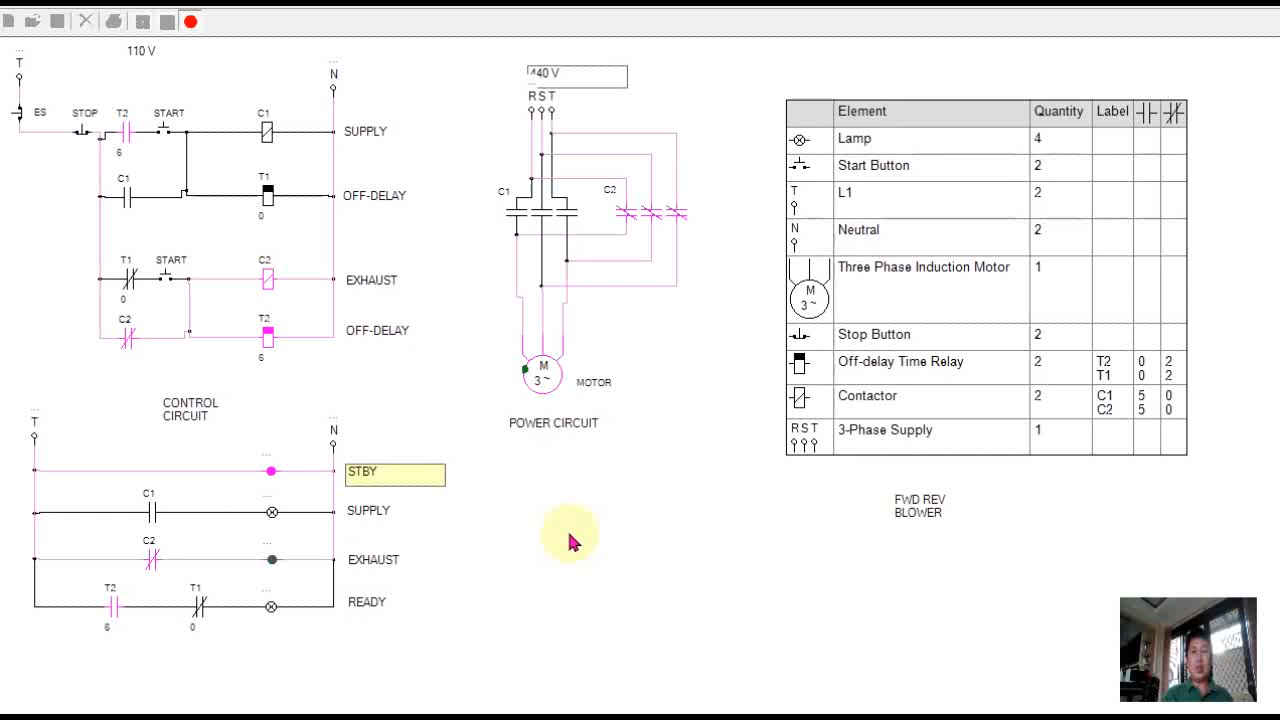 110 V
T
N
ES
STOP
T2
START
C1
SUPPLY
6
C1
T1
OFF-DELAY
0
T1
START
C2
EXHAUST
0
C2
T2
OFF-DELAY
6
CONTROL
CIRCUIT
T
N
STBY
C1
SUPPLY
C2
EXHAUST
T2
T1
READY
6
0
440 V
R S T
C1
C2
M
3 ~
MOTOR
POWER CIRCUIT
Element Quantity Label
Lamp 4
Start Button 2
T L1 2
N Neutral 2
Three Phase Induction Motor 1
M
3 ~
Stop Button 2
Off-delay Time Relay 2 T2 0 2
T1 0 2
Contactor 2 C1 5 0
C2 5 0
R S T 3-Phase Supply 1
FWD REV
BLOWER